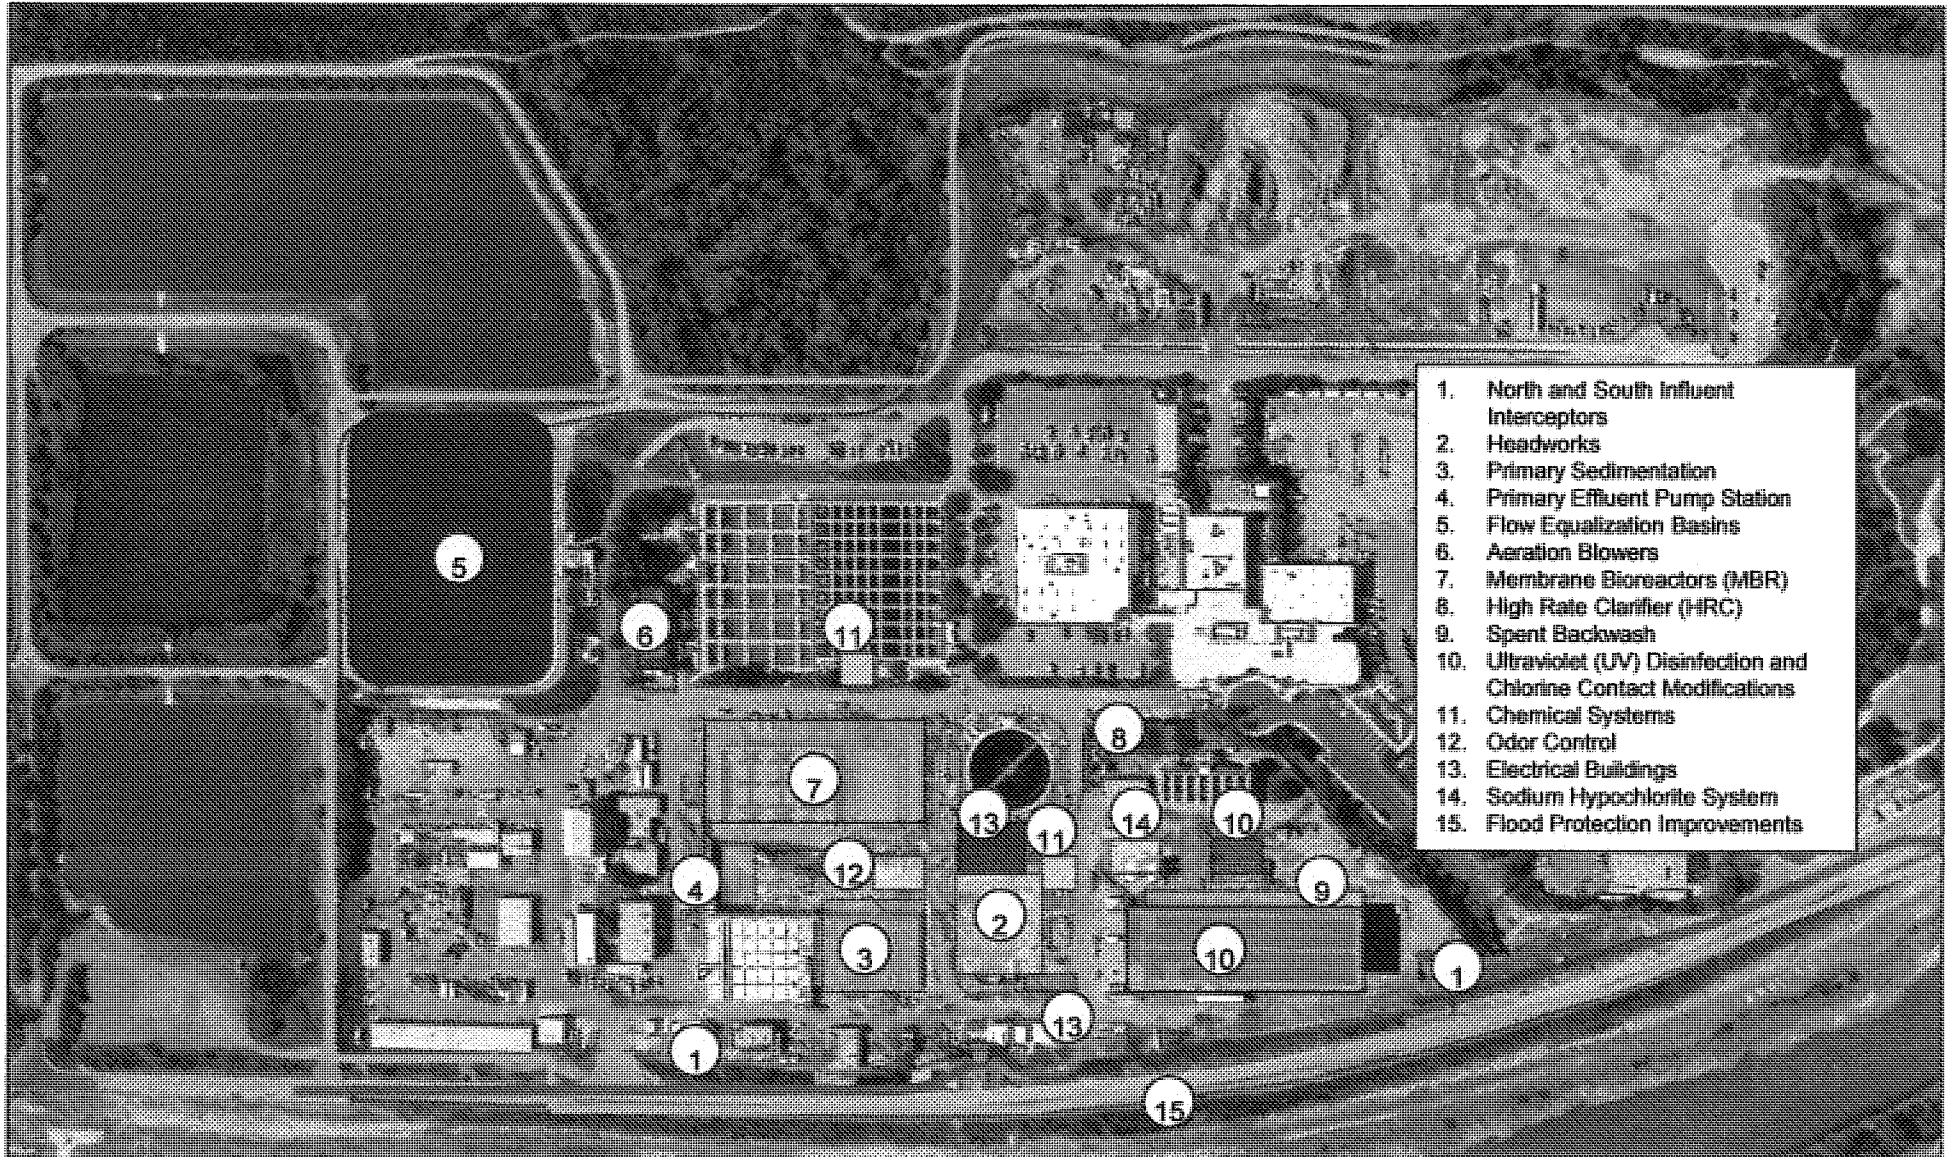 1. North and South Influent
Interceptors
2. Headworks
3. Primary Sedimentation
4. Primary Effluent Pump Station
5. Flow Equalization Basins
6. Aeration Blowers
7. Membrane Bioreactors (MBR)
8. High Rate Clarifier (HRC)
9. Spent Backwash
10. Ultraviolet (UV) Disinfection and
Chlorine Contact Modifications
11. Chemical Systems
12. Odor Control
13. Electrical Buildings
14. Sodium Hypochlorite System
15. Flood Protection Improvements
5
6
11
8
7
13
11
14
10
12
4
9
2
3
10
1
13
1
15